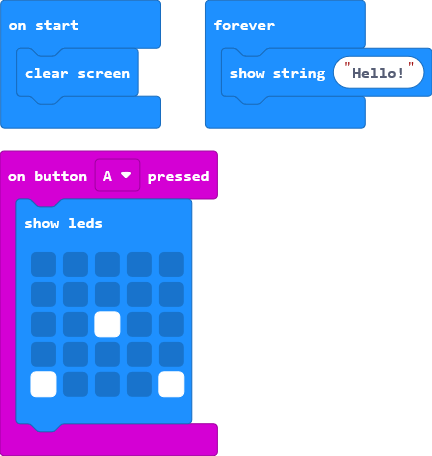 on start
clear screen
forever
show string "Hello!"
on button A pressed
show leds